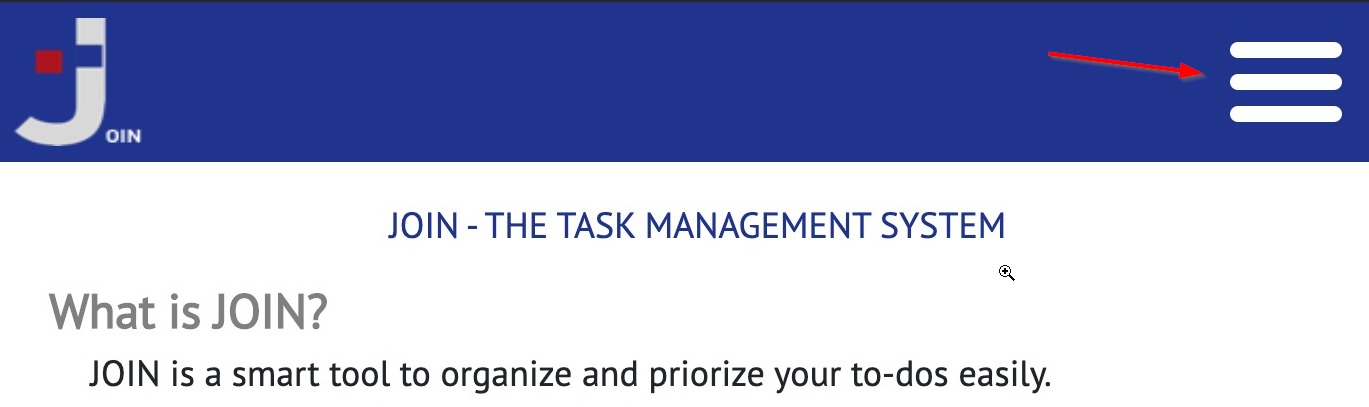 JOIN
JOIN - THE TASK MANAGEMENT SYSTEM
What is JOIN?
JOIN is a smart tool to organize and priorize your to-dos easily.